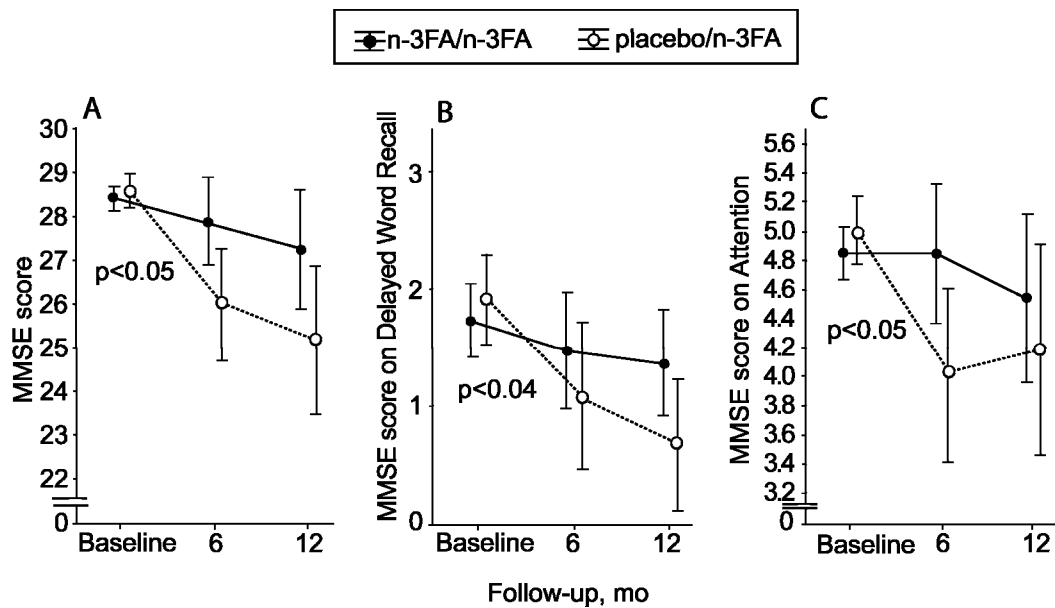 n-3FA/n-3FA placebo/n-3FA
A
MMSE score
30
29
28
27
26
25
24
23
22
0
p<0.05
Baseline 6 12
B
MMSE score on Delayed Word Recall
3
2
1
0
p<0.04
Baseline 6 12
C
MMSE score on Attention
5.6
5.4
5.2
5.0
4.8
4.6
4.4
4.2
4.0
3.8
3.6
3.4
3.2
0
p<0.05
Baseline 6 12
Follow-up, mo